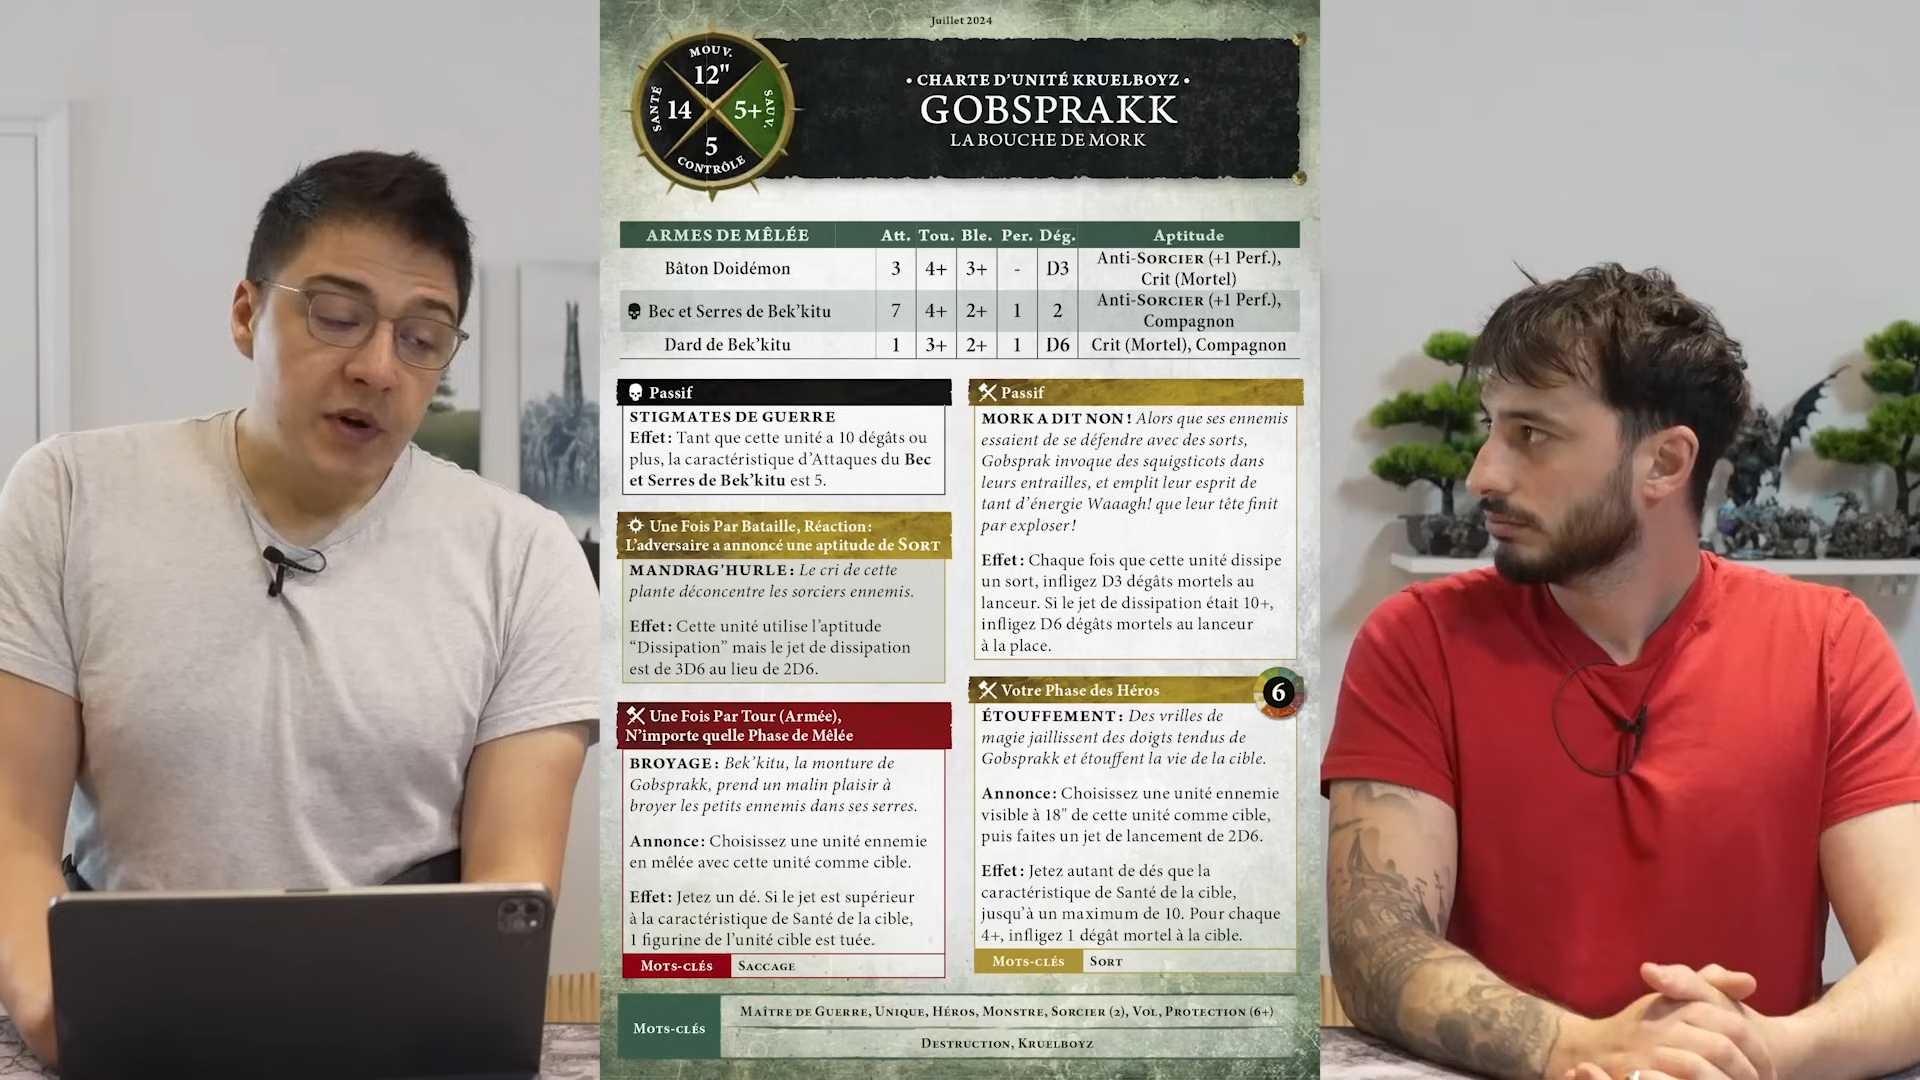 Juillet 2024
MOUV.
12"
SANTÉ
14
5+
SAUV.
5
CONTRÔLE
• CHARTE D'UNITÉ KRUELBOYZ •
GOBSPRAKK
LA BOUCHE DE MORK
ARMES DE MÊLÉE Att. Tou. Ble. Per. Dég. Aptitude
Bâton Doidémon 3 4+ 3+ - D3 Anti-SORCIER (+1 Perf.),
Crit (Mortel)
Bec et Serres de Bek'kitu 7 4+ 2+ 1 2 Anti-SORCIER (+1 Perf.),
Compagnon
Dard de Bek'kitu 1 3+ 2+ 1 D6 Crit (Mortel), Compagnon
Passif
STIGMATES DE GUERRE
Effet : Tant que cette unité a 10 dégâts ou
plus, la caractéristique d'Attaques du Bec
et Serres de Bek'kitu est 5.
Une Fois Par Bataille, Réaction :
L'adversaire a annoncé une aptitude de SORT
MANDRAG'HURLE : Le cri de cette
plante déconcentre les sorciers ennemis.
Effet : Cette unité utilise l'aptitude
“Dissipation” mais le jet de dissipation
est de 3D6 au lieu de 2D6.
Une Fois Par Tour (Armée),
N'importe quelle Phase de Mêlée
BROYAGE : Bek'kitu, la monture de
Gobsprakk, prend un malin plaisir à
broyer les petits ennemis dans ses serres.
Annonce : Choisissez une unité ennemie
en mêlée avec cette unité comme cible.
Effet : Jetez un dé. Si le jet est supérieur
à la caractéristique de Santé de la cible,
1 figurine de l'unité cible est tuée.
MOTS-CLÉS SACCAGE
Passif
MORK A DIT NON ! Alors que ses ennemis
essaient de se défendre avec des sorts,
Gobsprak invoque des squigsticots dans
leurs entrailles, et emplit leur esprit de
tant d'énergie Waaagh! que leur tête finit
par exploser !
Effet : Chaque fois que cette unité dissipe
un sort, infligez D3 dégâts mortels au
lanceur. Si le jet de dissipation était 10+,
infligez D6 dégâts mortels au lanceur
à la place.
Votre Phase des Héros
6
ÉTOUFFEMENT : Des vrilles de
magie jaillissent des doigts tendus de
Gobsprakk et étouffent la vie de la cible.
Annonce : Choisissez une unité ennemie
visible à 18" de cette unité comme cible,
puis faites un jet de lancement de 2D6.
Effet : Jetez autant de dés que la
caractéristique de Santé de la cible,
jusqu'à un maximum de 10. Pour chaque
4+, infligez 1 dégât mortel à la cible.
MOTS-CLÉS SORT
MOTS-CLÉS
MAÎTRE DE GUERRE, UNIQUE, HÉROS, MONSTRE, SORCIER (2), VOL, PROTECTION (6+)
DESTRUCTION, KRUELBOYZ